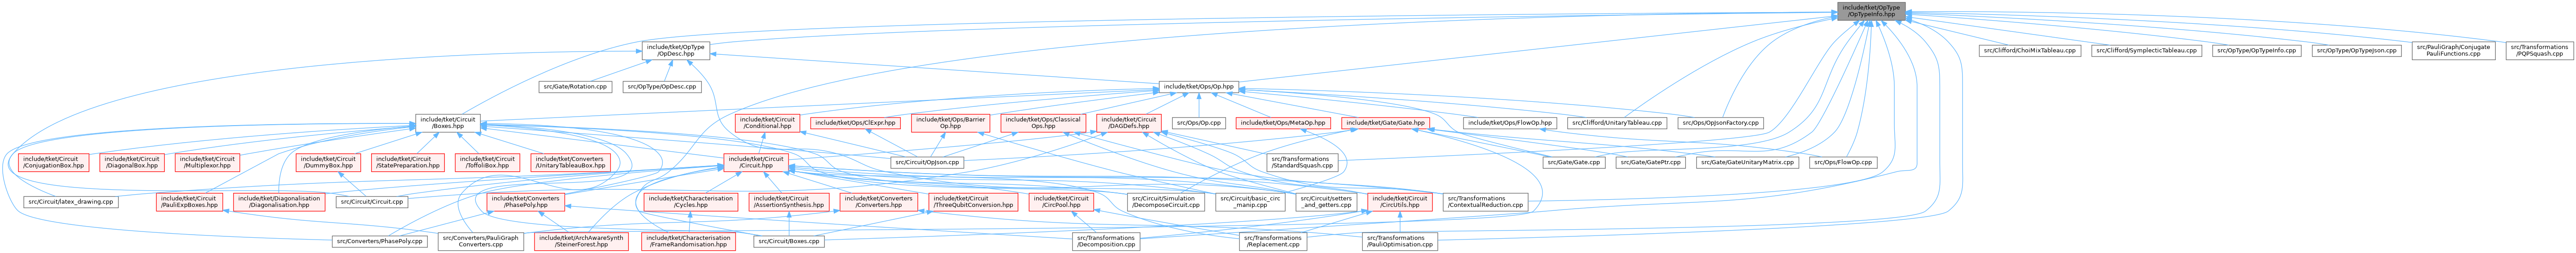 include/tket/OpType
/OpTypeInfo.hpp
include/tket/OpType
/OpDesc.hpp
src/Clifford/ChoiMixTableau.cpp
src/Clifford/SymplecticTableau.cpp
src/OpType/OpTypeInfo.cpp
src/OpType/OpTypeJson.cpp
src/PauliGraph/Conjugate
PauliFunctions.cpp
src/Transformations
/PQPSquash.cpp
src/Gate/Rotation.cpp
src/OpType/OpDesc.cpp
include/tket/Ops/Op.hpp
include/tket/Circuit
/Boxes.hpp
include/tket/Circuit
/Conditional.hpp
include/tket/Ops/ClExpr.hpp
include/tket/Ops/Barrier
Op.hpp
include/tket/Ops/Classical
Ops.hpp
include/tket/Circuit
/DAGDefs.hpp
src/Ops/Op.cpp
include/tket/Ops/MetaOp.hpp
include/tket/Gate/Gate.hpp
include/tket/Ops/FlowOp.hpp
src/Clifford/UnitaryTableau.cpp
src/Ops/OpJsonFactory.cpp
include/tket/Circuit
/ConjugationBox.hpp
include/tket/Circuit
/DiagonalBox.hpp
include/tket/Circuit
/Multiplexor.hpp
include/tket/Circuit
/DummyBox.hpp
include/tket/Circuit
/StatePreparation.hpp
include/tket/Circuit
/ToffoliBox.hpp
include/tket/Converters
/UnitaryTableauBox.hpp
include/tket/Circuit
/Circuit.hpp
src/Circuit/OpJson.cpp
src/Transformations
/StandardSquash.cpp
src/Gate/Gate.cpp
src/Gate/GatePtr.cpp
src/Gate/GateUnitaryMatrix.cpp
src/Ops/FlowOp.cpp
src/Circuit/latex_drawing.cpp
include/tket/Circuit
/PauliExpBoxes.hpp
include/tket/Diagonalisation
/Diagonalisation.hpp
src/Circuit/Circuit.cpp
include/tket/Converters
/PhasePoly.hpp
include/tket/Characterisation
/Cycles.hpp
include/tket/Circuit
/AssertionSynthesis.hpp
include/tket/Converters
/Converters.hpp
include/tket/Circuit
/ThreeQubitConversion.hpp
include/tket/Circuit
/CircPool.hpp
src/Circuit/Simulation
/DecomposeCircuit.cpp
src/Circuit/basic_circ
_manip.cpp
src/Circuit/setters
_and_getters.cpp
include/tket/Circuit
/CircUtils.hpp
src/Transformations
/ContextualReduction.cpp
src/Converters/PhasePoly.cpp
src/Converters/PauliGraph
Converters.cpp
include/tket/ArchAwareSynth
/SteinerForest.hpp
include/tket/Characterisation
/FrameRandomisation.hpp
src/Circuit/Boxes.cpp
src/Transformations
/Decomposition.cpp
src/Transformations
/Replacement.cpp
src/Transformations
/PauliOptimisation.cpp